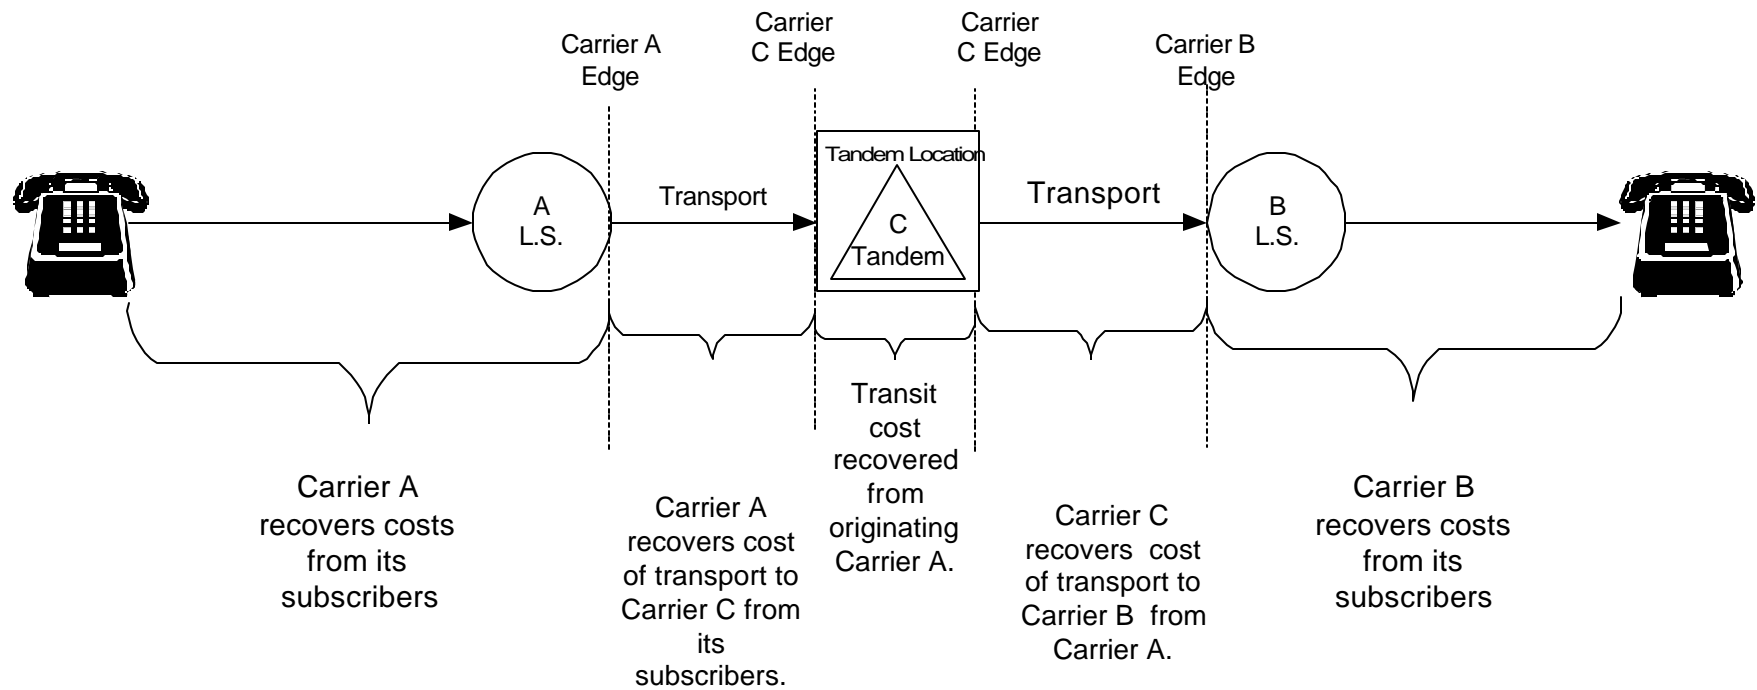 Carrier A
Edge
Carrier
C Edge
Carrier
C Edge
Carrier B
Edge
A
L.S.
Transport
Tandem Location
C
Tandem
Transport
B
L.S.
Carrier A
recovers costs
from its
subscribers
Carrier A
recovers cost
of transport to
Carrier C from
its
subscribers.
Transit
cost
recovered
from
originating
Carrier A.
Carrier C
recovers cost
of transport to
Carrier B from
Carrier A.
Carrier B
recovers costs
from its
subscribers